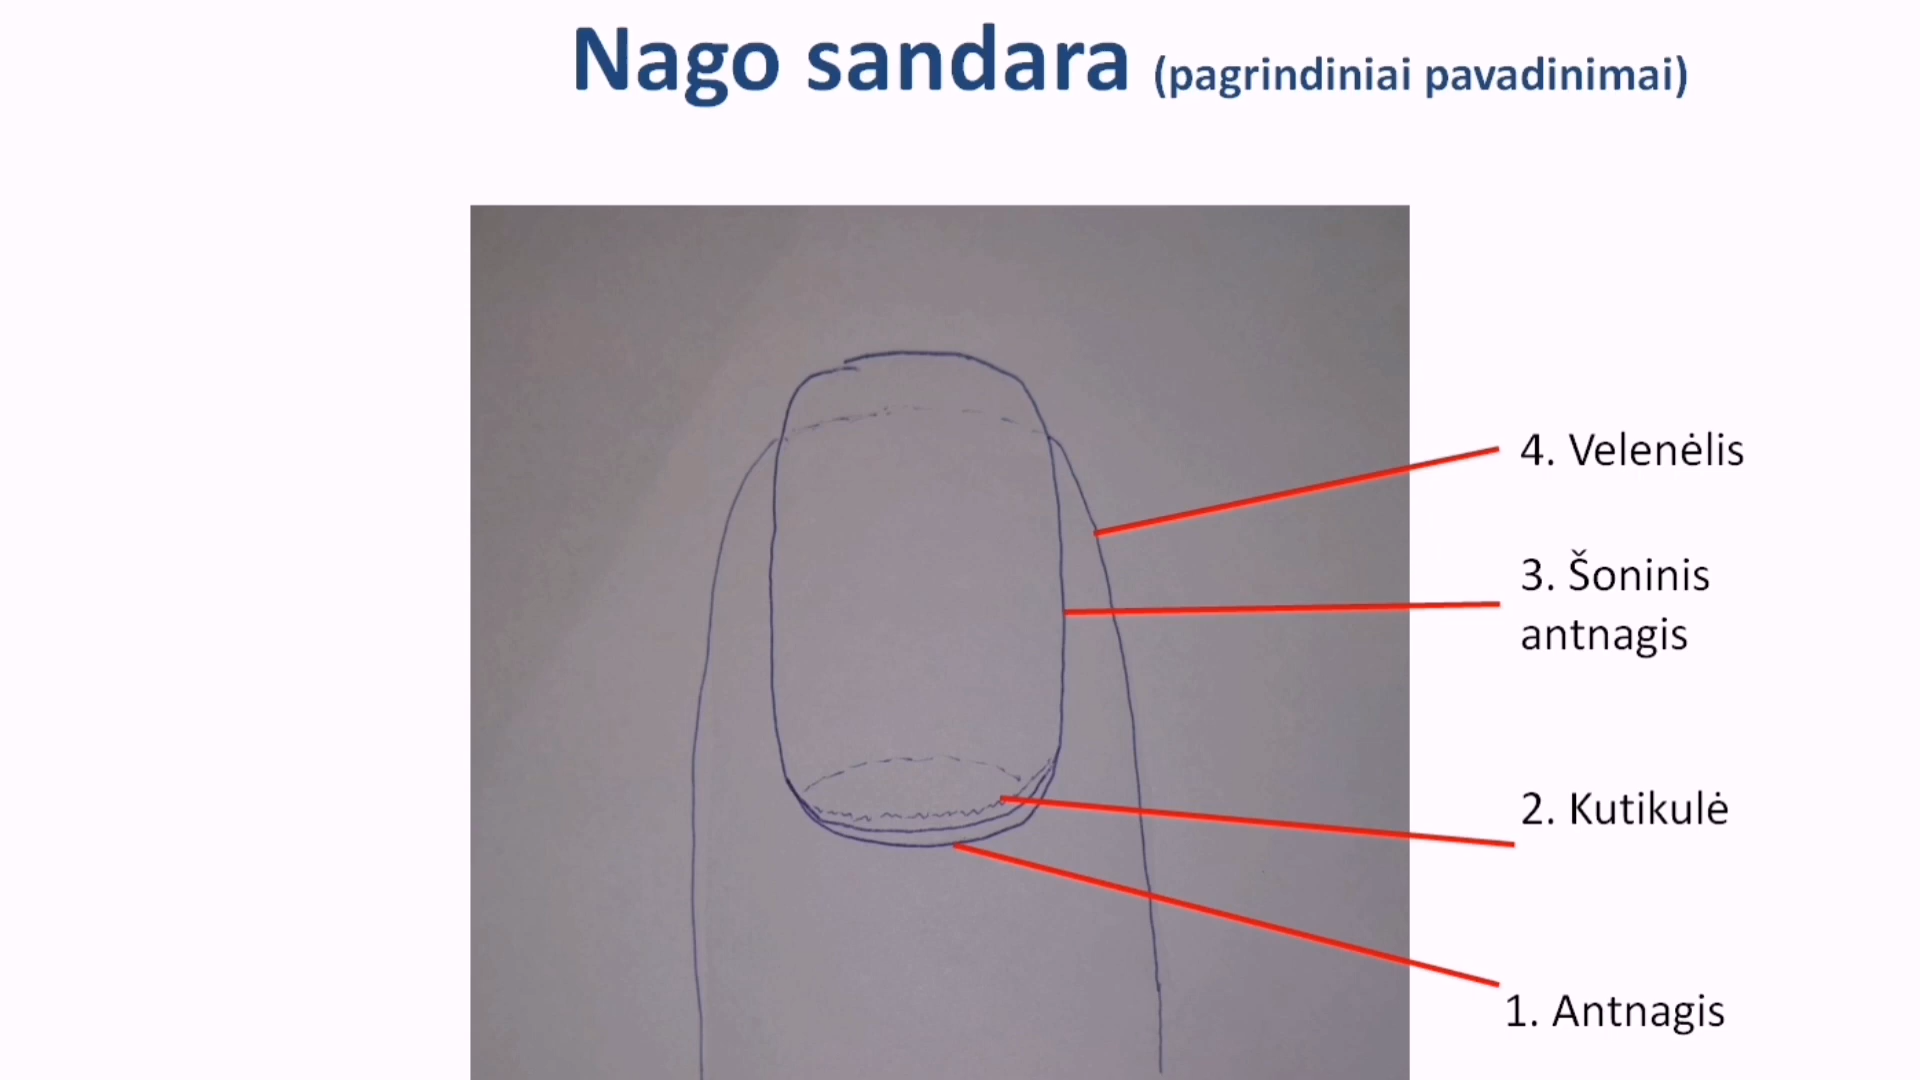 Nago sandara (pagrindiniai pavadinimai)
4. Velenėlis
3. Šoninis
antnagis
2. Kutikulė
1. Antnagis